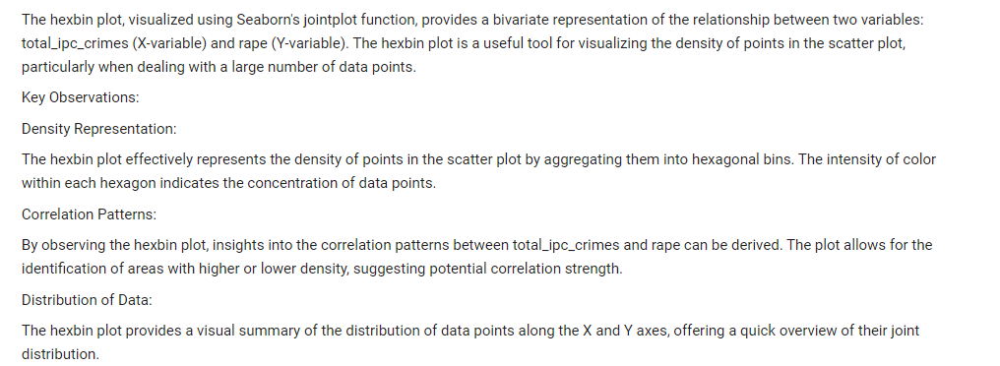 The hexbin plot, visualized using Seaborn's jointplot function, provides a bivariate representation of the relationship between two variables:
total_ipc_crimes (X-variable) and rape (Y-variable). The hexbin plot is a useful tool for visualizing the density of points in the scatter plot,
particularly when dealing with a large number of data points.
Key Observations:
Density Representation:
The hexbin plot effectively represents the density of points in the scatter plot by aggregating them into hexagonal bins. The intensity of color
within each hexagon indicates the concentration of data points.
Correlation Patterns:
By observing the hexbin plot, insights into the correlation patterns between total_ipc_crimes and rape can be derived. The plot allows for the
identification of areas with higher or lower density, suggesting potential correlation strength.
Distribution of Data:
The hexbin plot provides a visual summary of the distribution of data points along the X and Y axes, offering a quick overview of their joint
distribution.